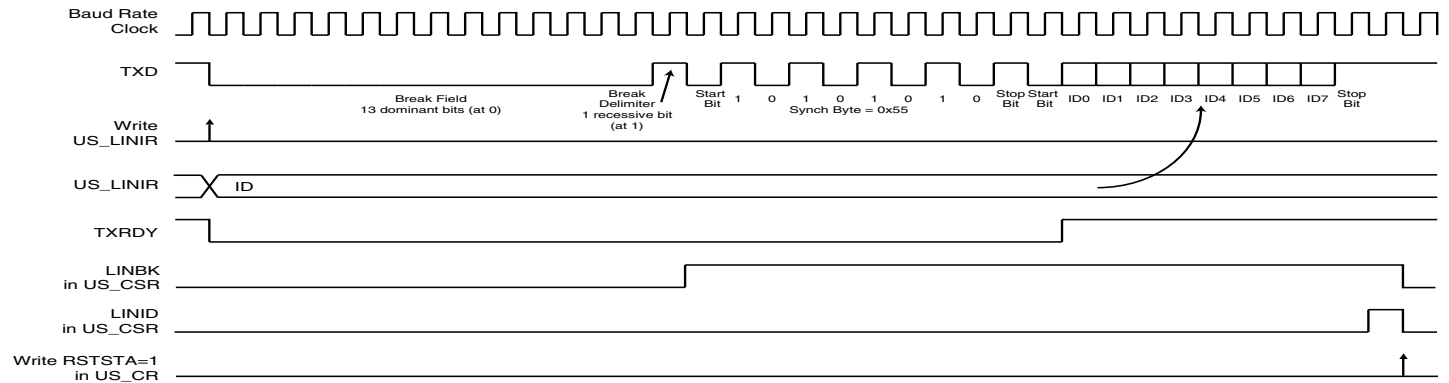 Baud Rate
Clock
TXD
Break Field
13 dominant bits (at 0)
Break
Delimiter
1 recessive bit
(at 1)
Start
Bit
1 0 1 0 1 0 1 0
Synch Byte = 0x55
Stop
Bit
Start
Bit
ID0 ID1 ID2 ID3 ID4 ID5 ID6 ID7
Stop
Bit
Write
US_LINIR
US_LINIR
ID
TXRDY
LINBK
in US_CSR
LINID
in US_CSR
Write RSTSTA=1
in US_CR